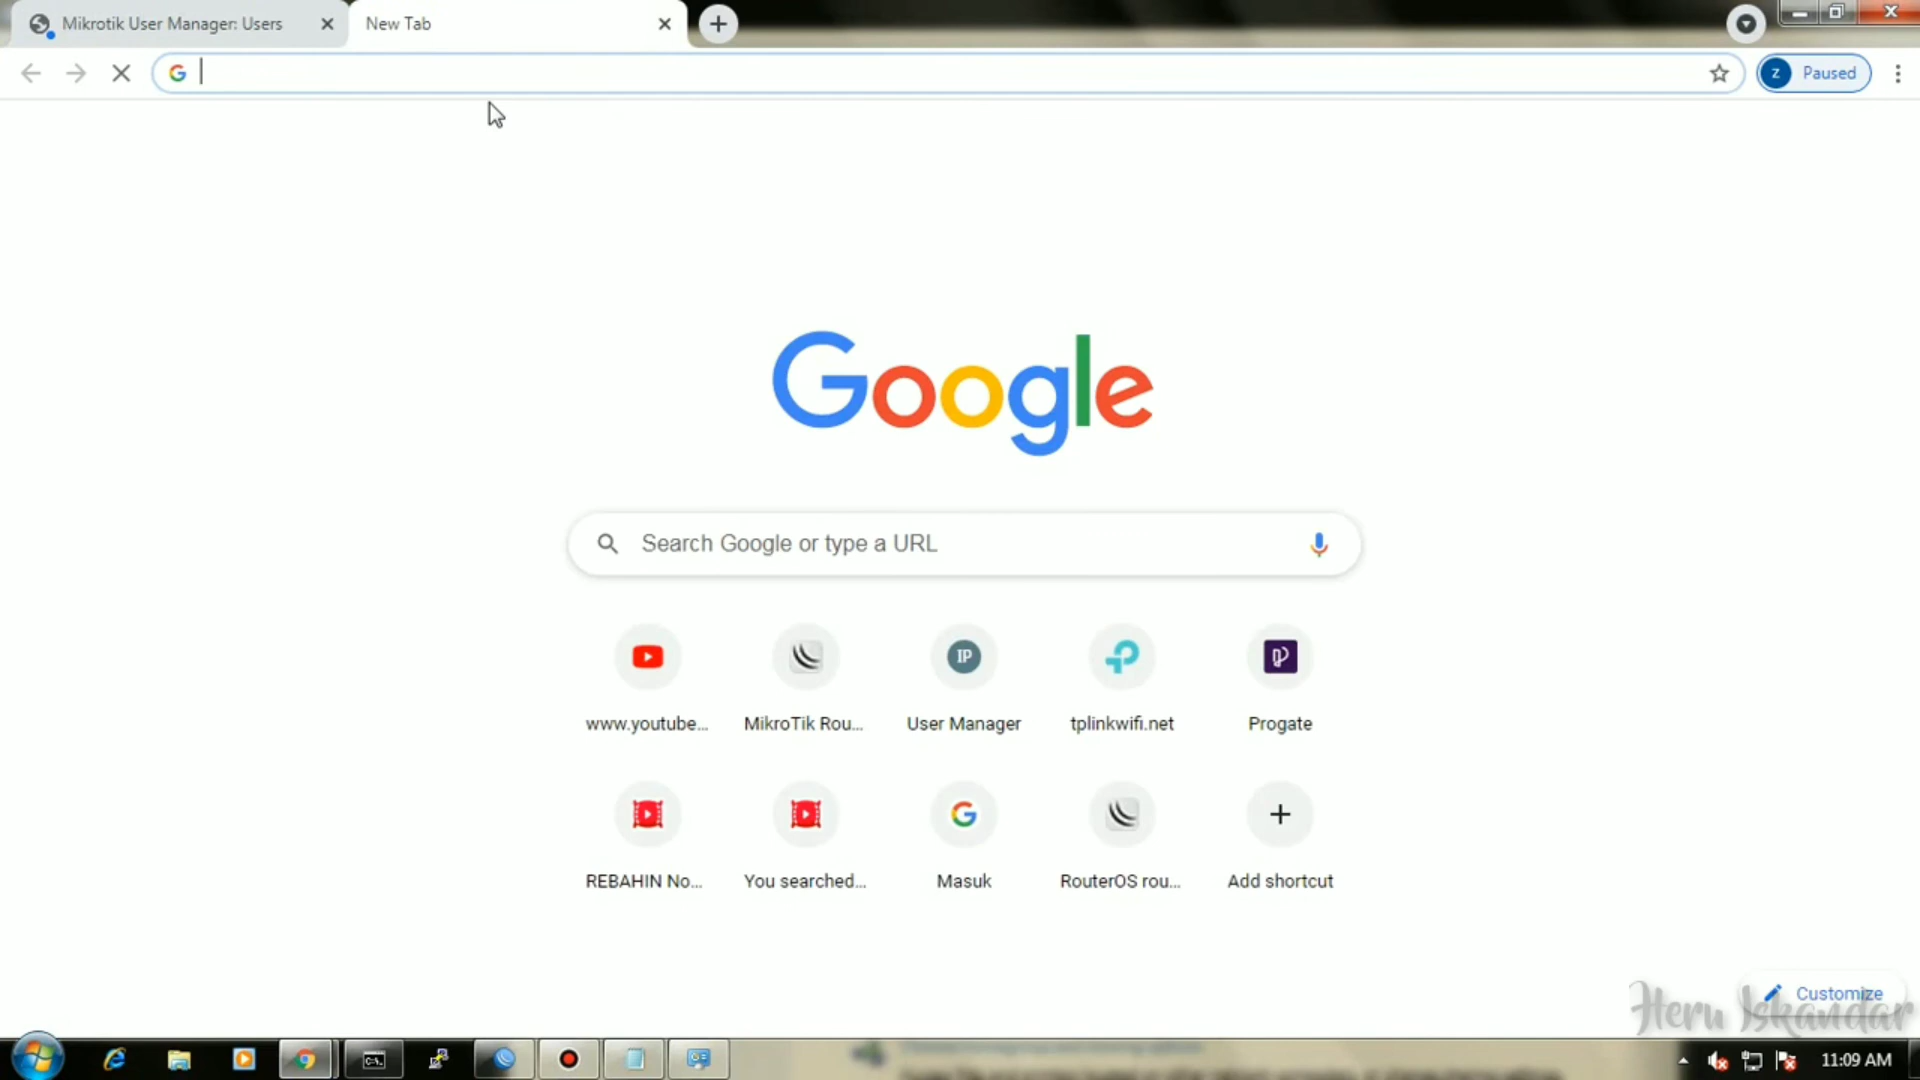 Mikrotik User Manager: Users
New Tab
z Paused
Google
Search Google or type a URL
www.youtube...
MikroTik Rou...
IP
User Manager
tplinkwifi.net
Progate
REBAHIN No...
You searched...
Masuk
RouterOS rou...
Add shortcut
Customize
Heru Iskandar
11:09 AM